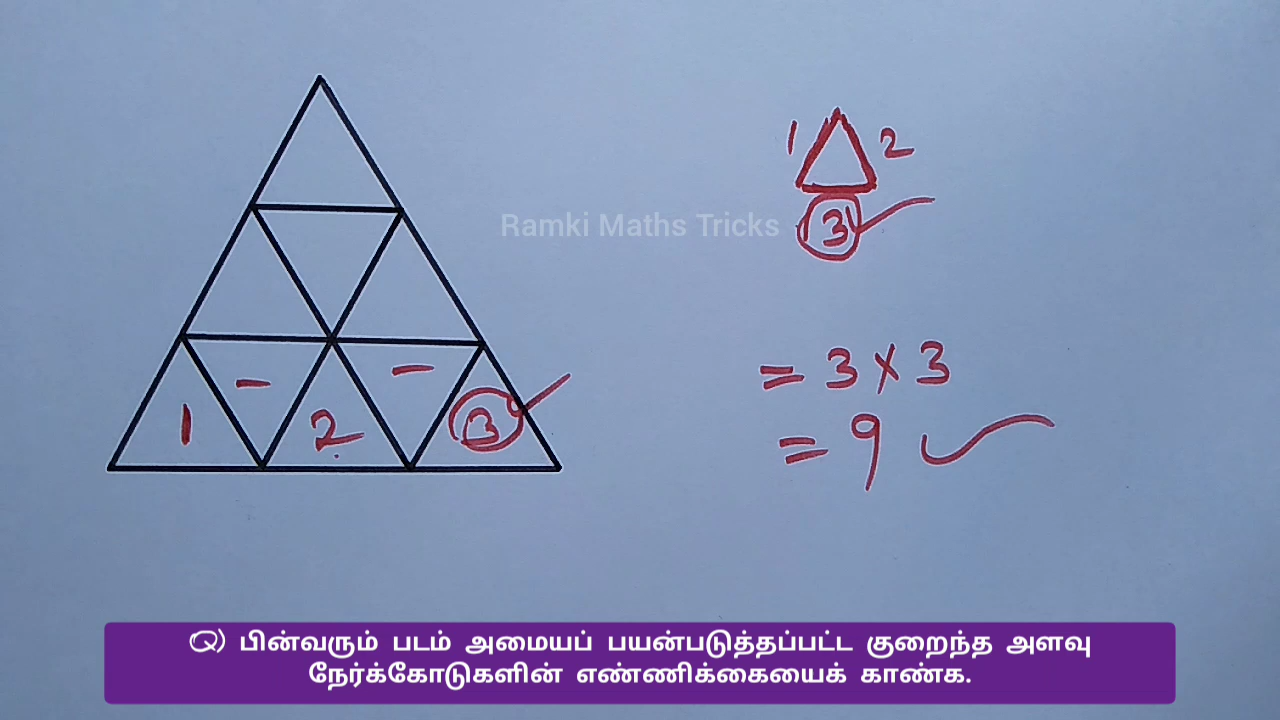 1 2
Ramki Maths Tricks
3
= 3 x 3
- -
1 2 3
= 9
Q) பின்வரும் படம் அமையப் பயன்படுத்தப்பட்ட குறைந்த அளவு
நேர்க்கோடுகளின் எண்ணிக்கையைக் காண்க.